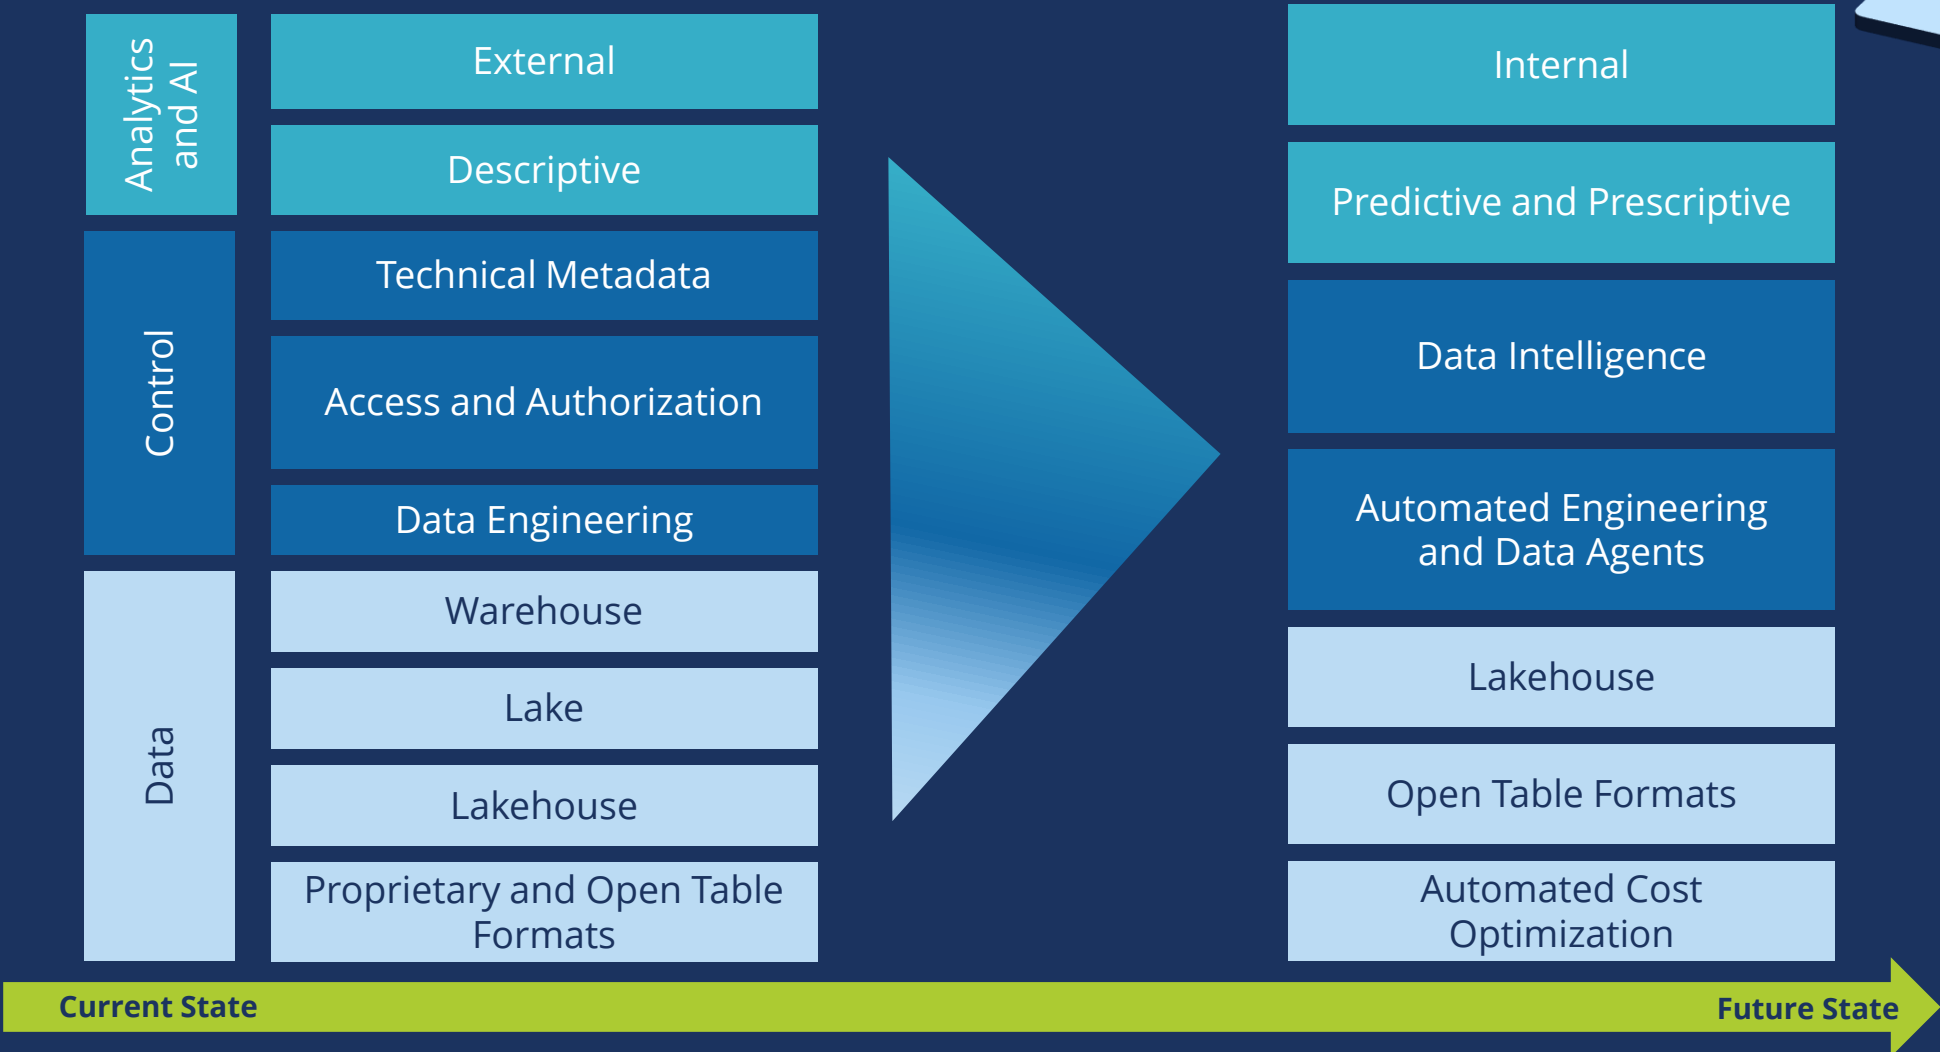 Analytics
and AI
External
Descriptive
Control
Technical Metadata
Access and Authorization
Data Engineering
Data
Warehouse
Lake
Lakehouse
Proprietary and Open Table
Formats
Internal
Predictive and Prescriptive
Data Intelligence
Automated Engineering
and Data Agents
Lakehouse
Open Table Formats
Automated Cost
Optimization
Current State
Future State